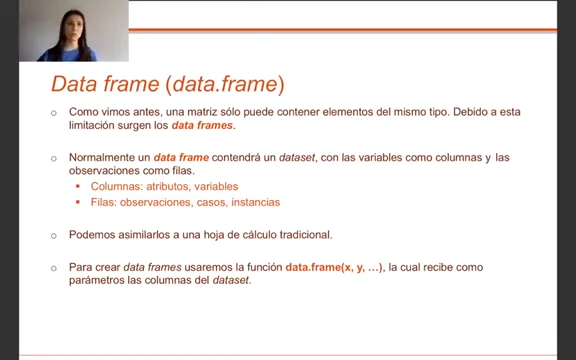 Data frame (data.frame)
o Como vimos antes, una matriz sólo puede contener elementos del mismo tipo. Debido a esta
limitación surgen los data frames.
o Normalmente un data frame contendrá un dataset, con las variables como columnas y las
observaciones como filas.
▪ Columnas: atributos, variables
▪ Filas: observaciones, casos, instancias
o Podemos asimilarlos a una hoja de cálculo tradicional.
o Para crear data frames usaremos la función data.frame(x, y, …), la cual recibe como
parámetros las columnas del dataset.